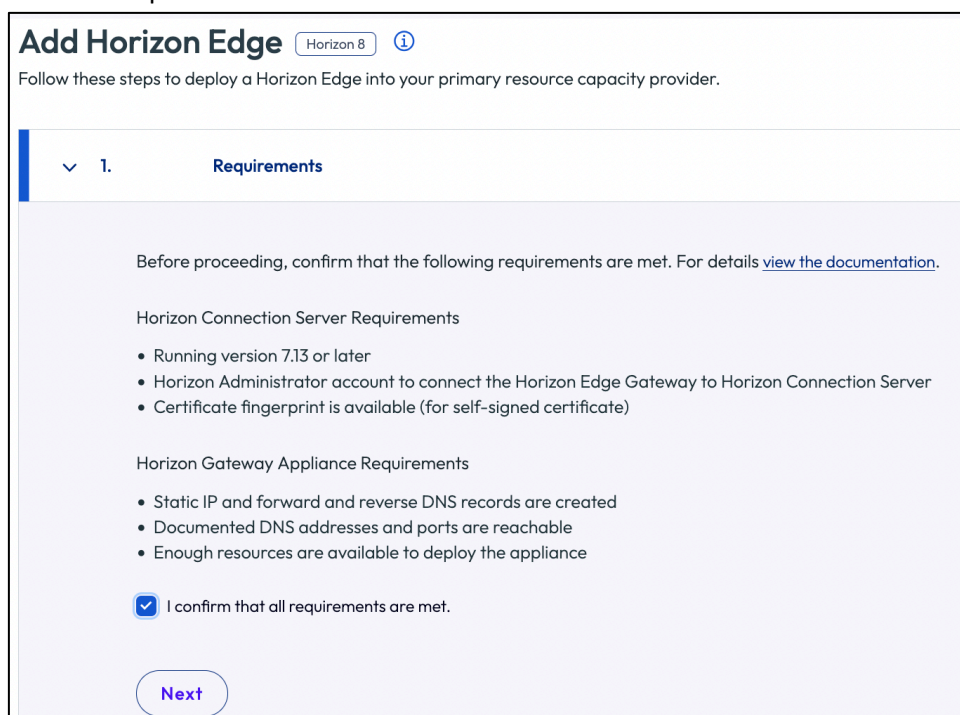 Add Horizon Edge Horizon 8
Follow these steps to deploy a Horizon Edge into your primary resource capacity provider.
1. Requirements
Before proceeding, confirm that the following requirements are met. For details view the documentation.
Horizon Connection Server Requirements
• Running version 7.13 or later
• Horizon Administrator account to connect the Horizon Edge Gateway to Horizon Connection Server
• Certificate fingerprint is available (for self-signed certificate)
Horizon Gateway Appliance Requirements
• Static IP and forward and reverse DNS records are created
• Documented DNS addresses and ports are reachable
• Enough resources are available to deploy the appliance
I confirm that all requirements are met.
Next